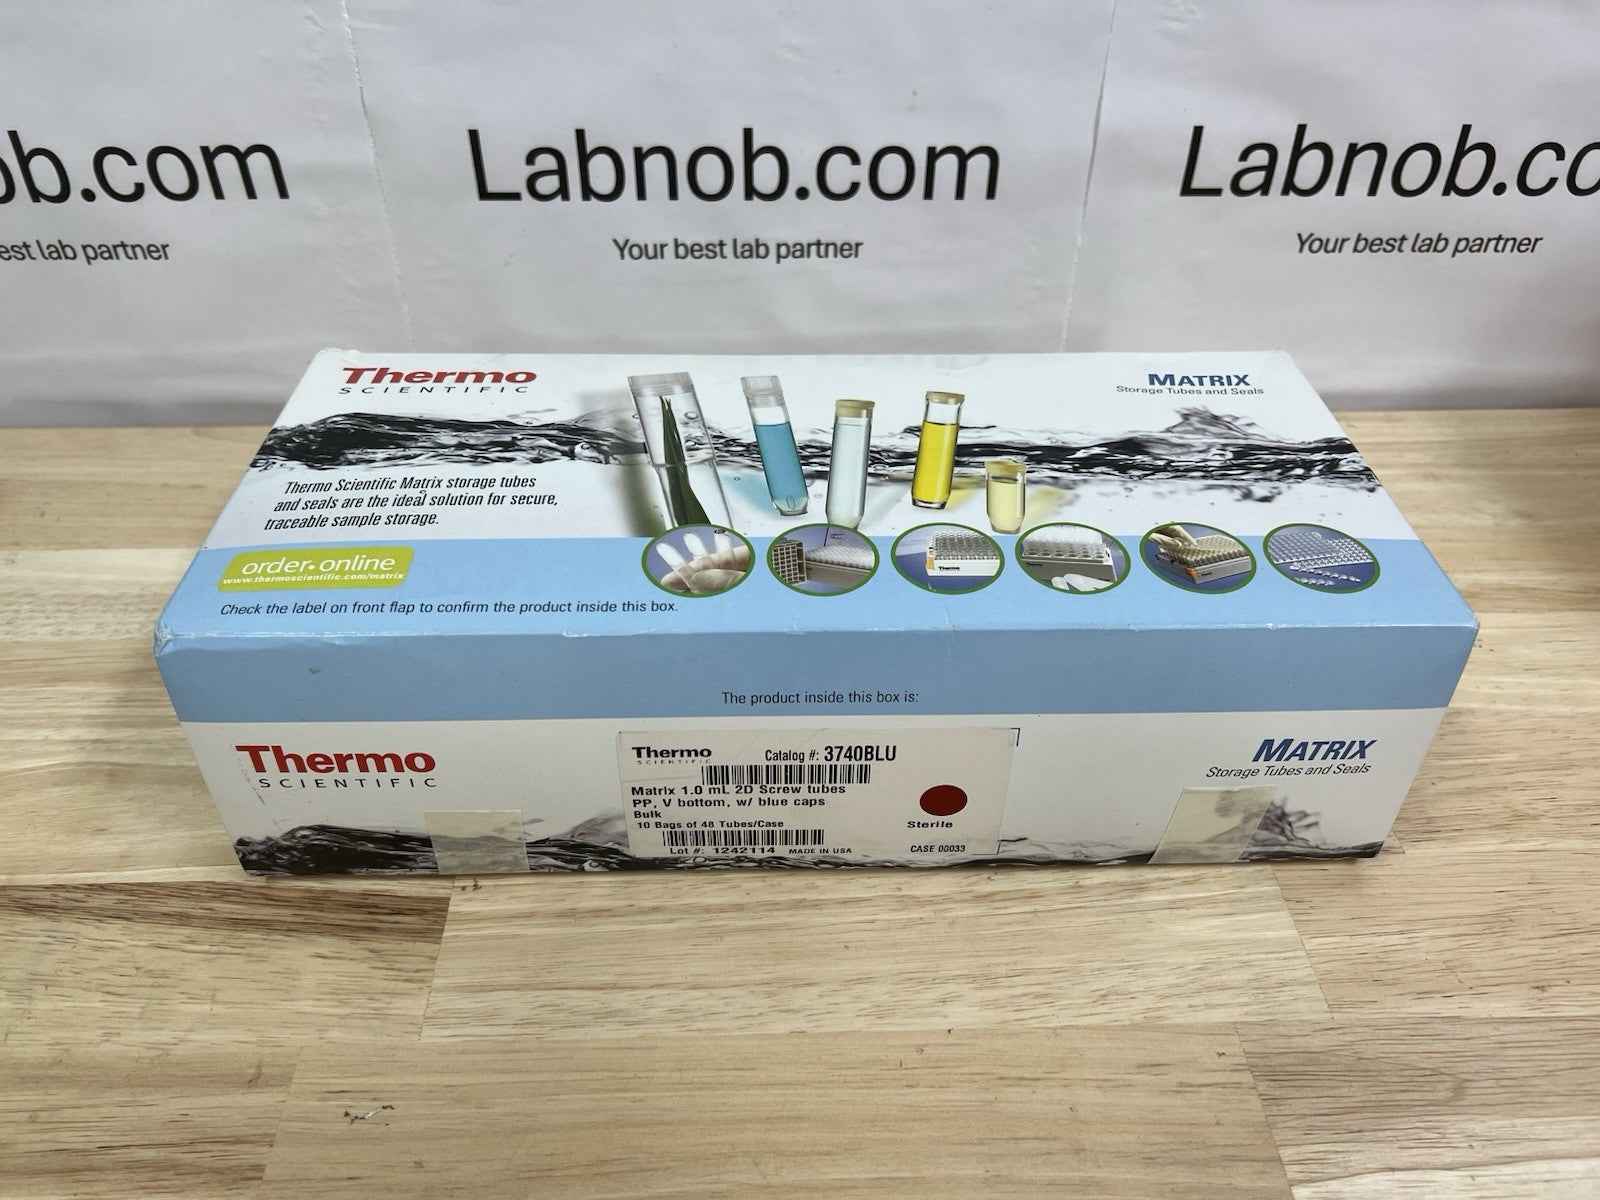 ob.com
Labnob.com
Labnob.co
est lab partner
Your best lab partner
Your best lab partner
Thermo
SCIENTIFIC
MATRIX
Storage Tubes and Seals
Thermo Scientific Matrix storage tubes
and seals are the ideal solution for secure,
traceable sample storage.
order•online
www.thermoscientific.com/matrix
Check the label on front flap to confirm the product inside this box.
The product inside this box is:
Thermo
SCIENTIFIC
Thermo
SCIENTIFIC
Catalog #: 3740BLU
Matrix 1.0 mL 2D Screw tubes
PP, V bottom, w/ blue caps
Bulk
10 Bags of 48 Tubes/Case
Lot #: 1242114 MADE IN USA
Sterile
CASE 00033
MATRIX
Storage Tubes and Seals